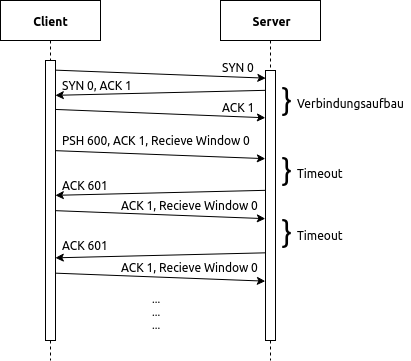 Client
Server
SYN 0
SYN 0, ACK 1
ACK 1
Verbindungsaufbau
PSH 600, ACK 1, Recieve Window 0
Timeout
ACK 601
ACK 1, Recieve Window 0
Timeout
ACK 601
ACK 1, Recieve Window 0
...
...
...